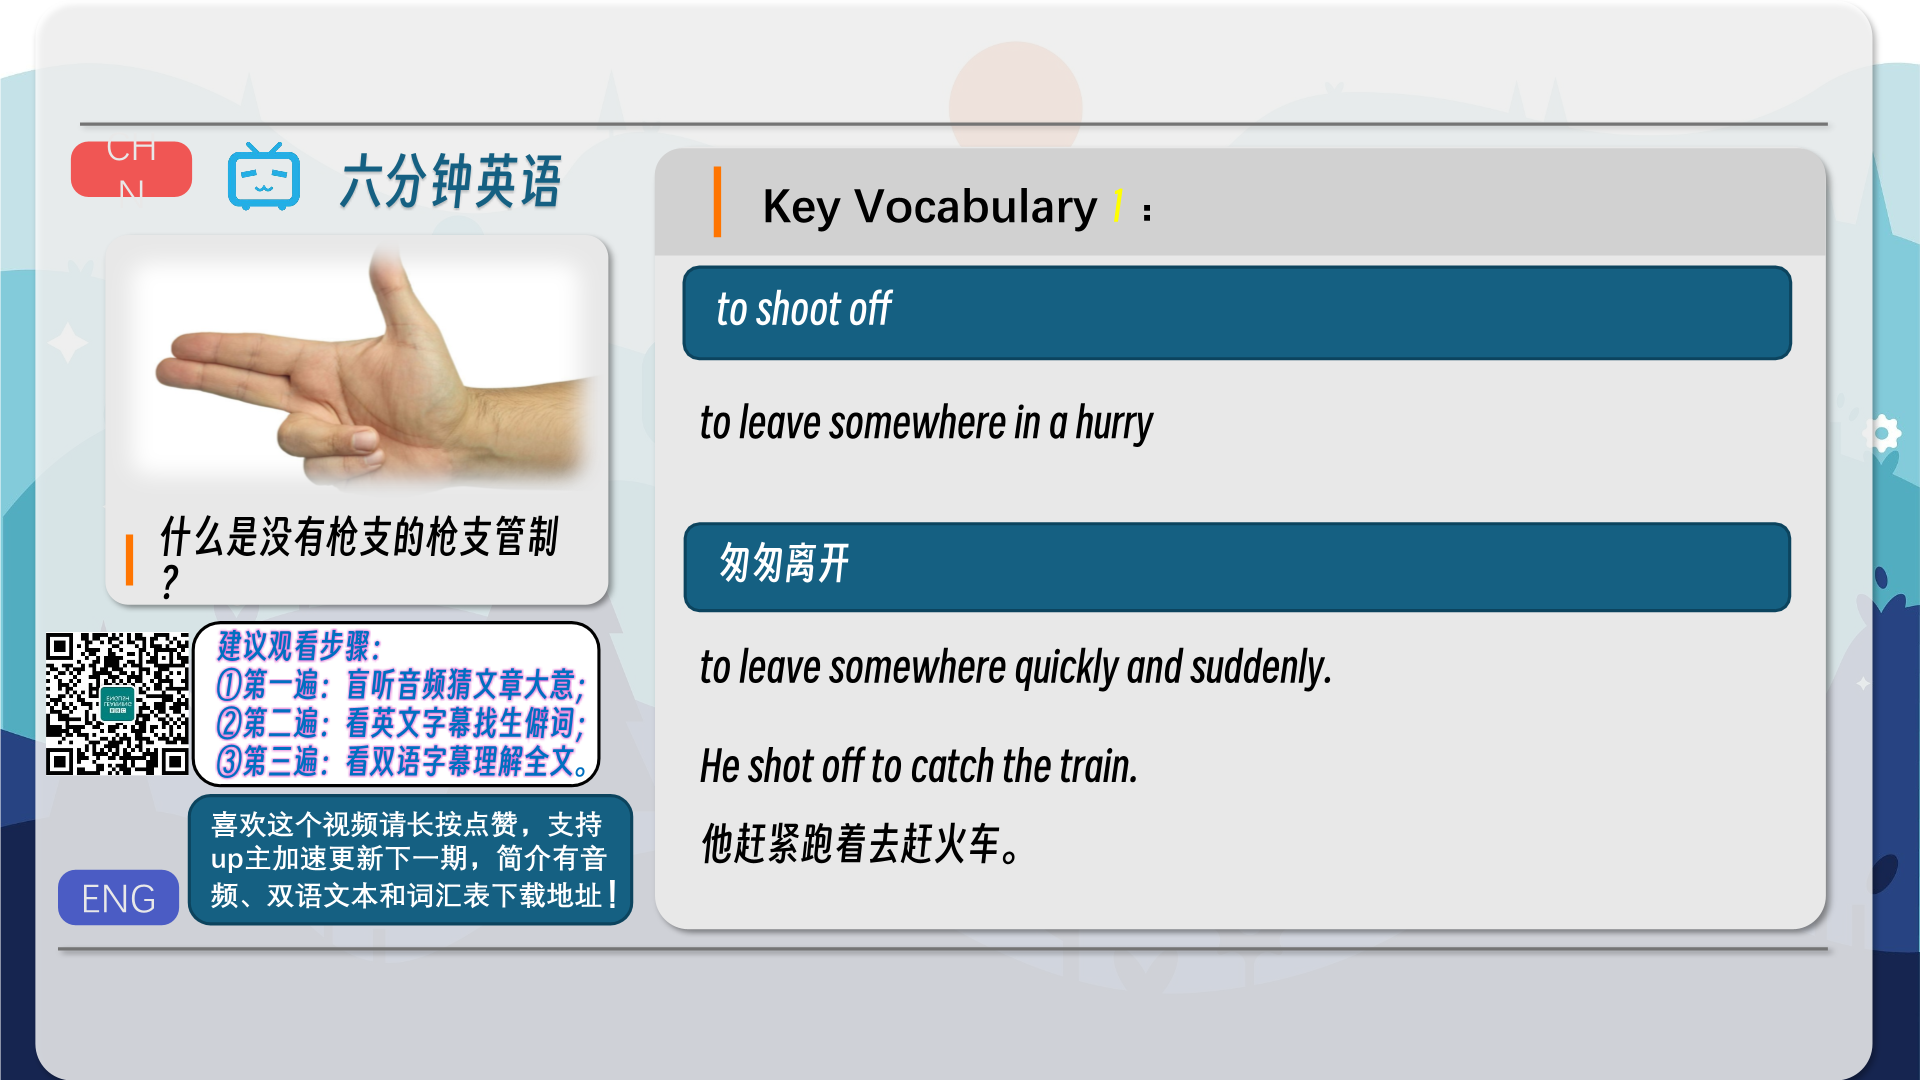 CH
N
六分钟英语
什么是没有枪支的枪支管制
?
建议观看步骤：
①第一遍：盲听音频猜文章大意；
②第二遍：看英文字幕找生僻词；
③第三遍：看双语字幕理解全文。
喜欢这个视频请长按点赞，支持
up主加速更新下一期，简介有音
频、双语文本和词汇表下载地址！
ENG
Key Vocabulary 1：
to shoot off
to leave somewhere in a hurry
匆匆离开
to leave somewhere quickly and suddenly.
He shot off to catch the train.
他赶紧跑着去赶火车。